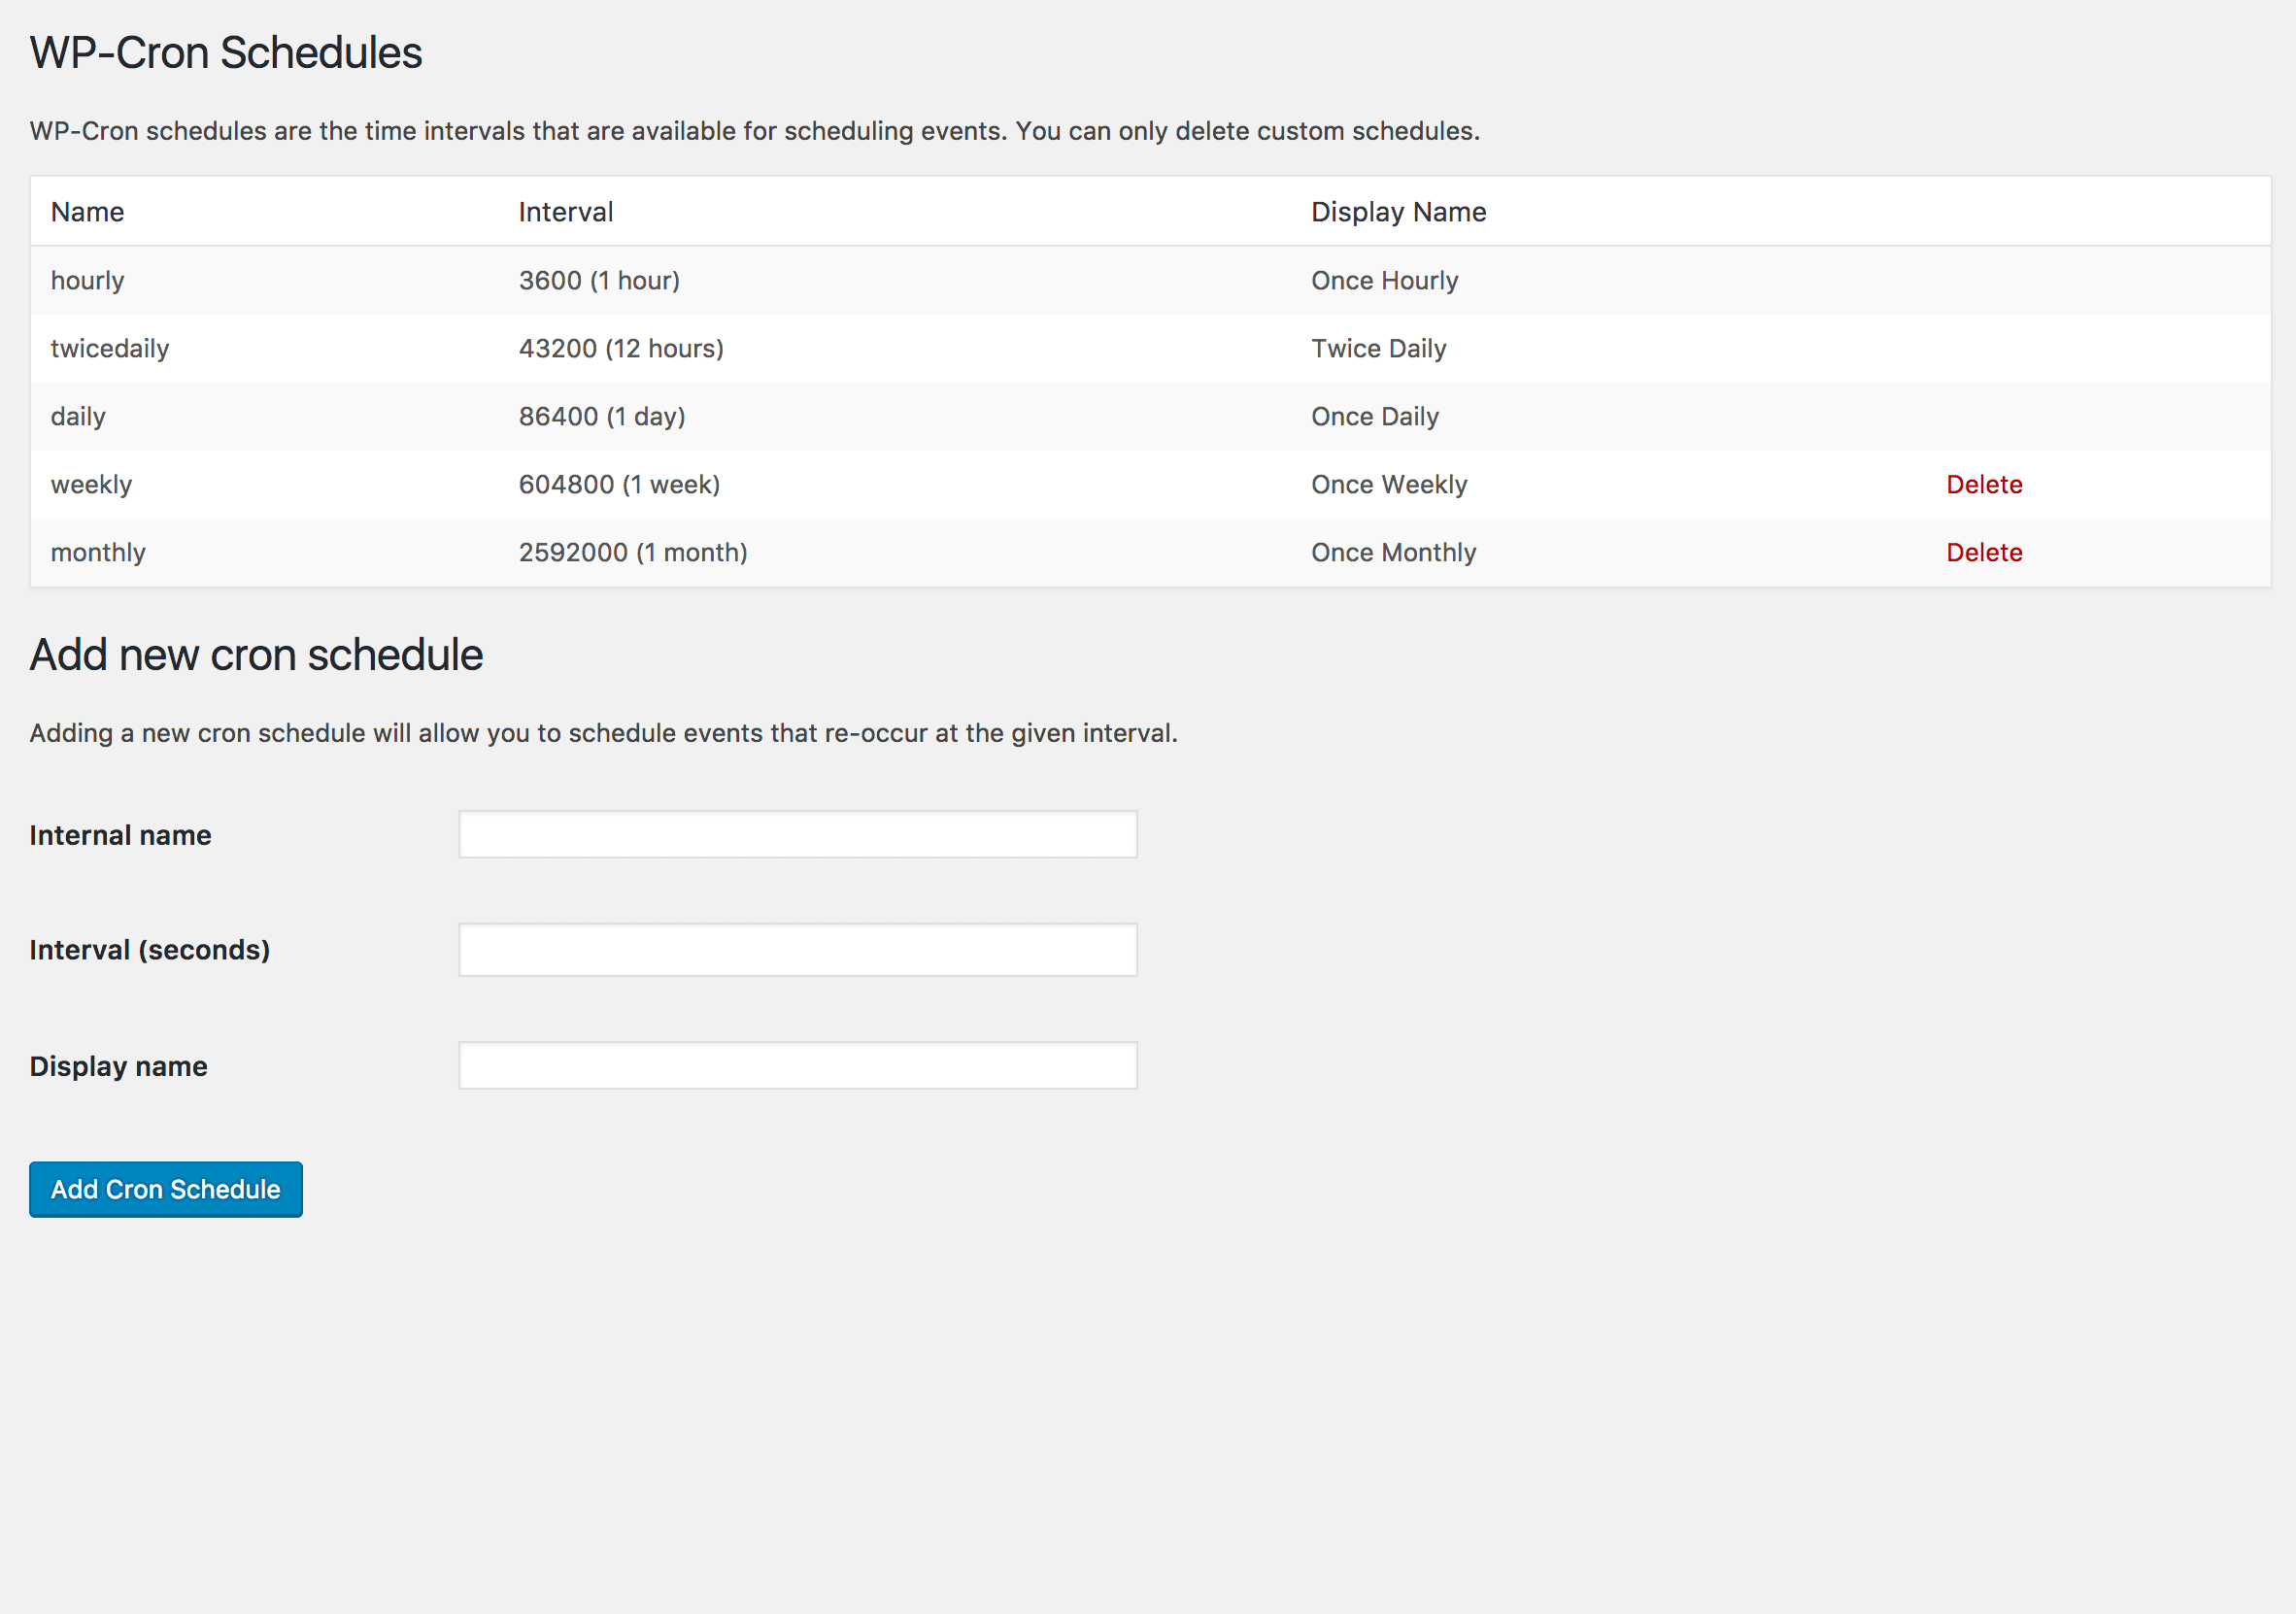 WP-Cron Schedules
WP-Cron schedules are the time intervals that are available for scheduling events. You can only delete custom schedules.
Name Interval Display Name
hourly 3600 (1 hour) Once Hourly
twicedaily 43200 (12 hours) Twice Daily
daily 86400 (1 day) Once Daily
weekly 604800 (1 week) Once Weekly Delete
monthly 2592000 (1 month) Once Monthly Delete
Add new cron schedule
Adding a new cron schedule will allow you to schedule events that re-occur at the given interval.
Internal name
Interval (seconds)
Display name
Add Cron Schedule